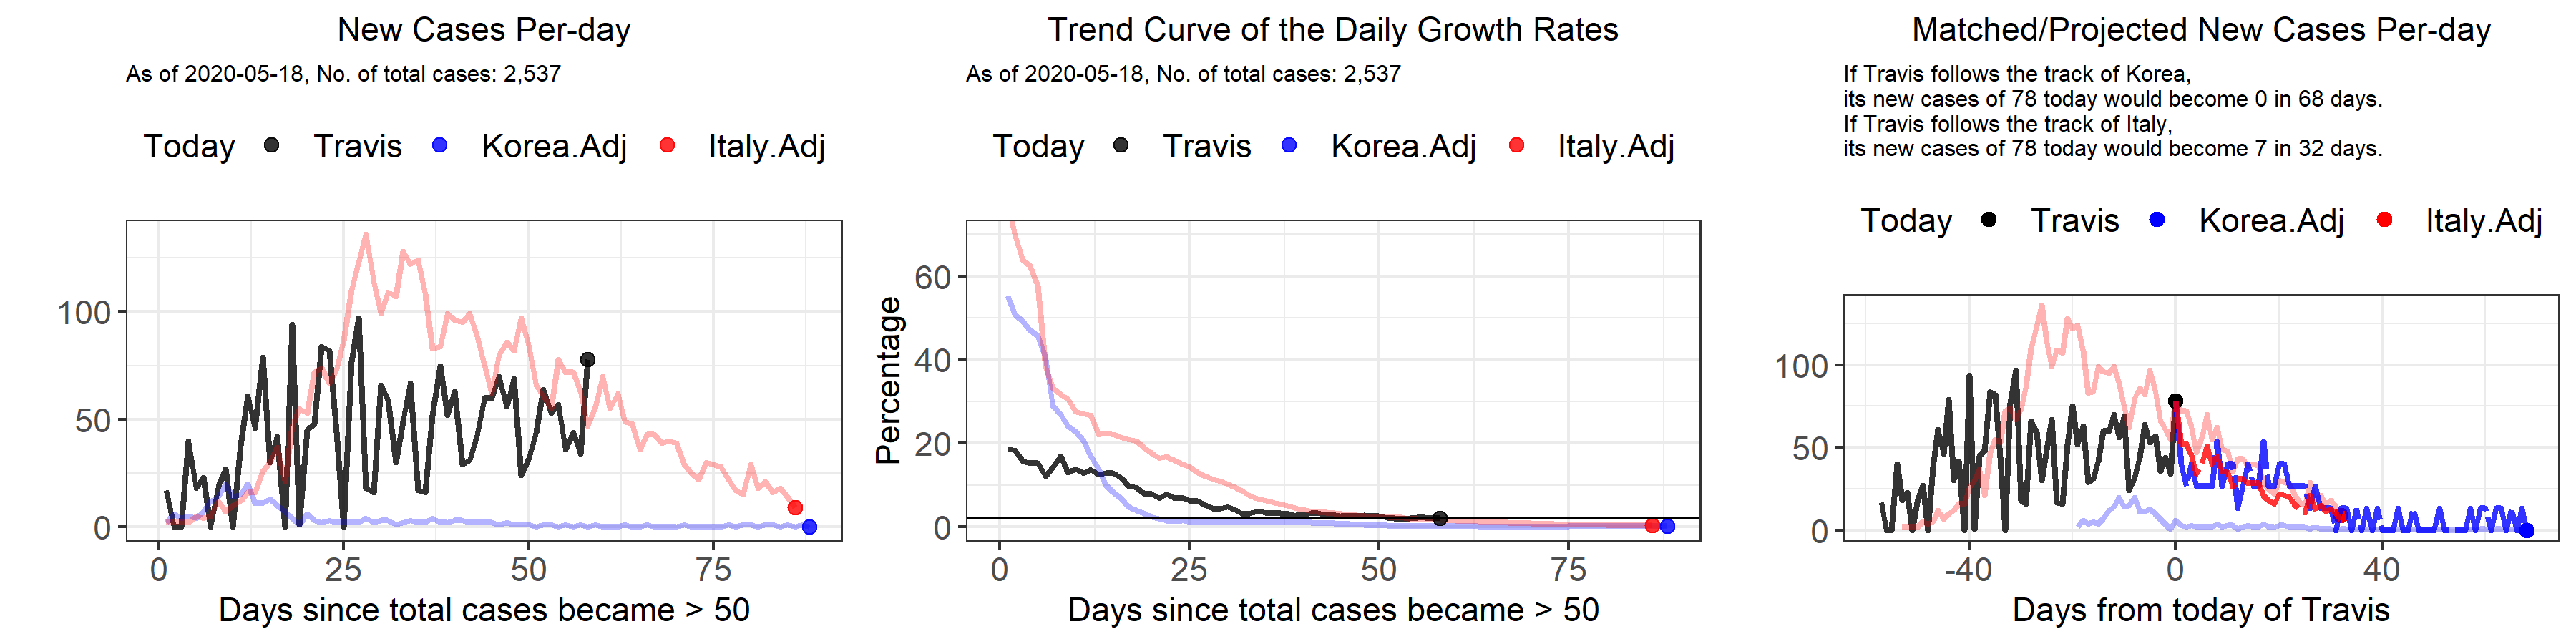 New Cases Per-day
As of 2020-05-18, No. of total cases: 2,537
Today Travis Korea.Adj Italy.Adj
100
50
0
0 25 50 75
Days since total cases became > 50
Trend Curve of the Daily Growth Rates
As of 2020-05-18, No. of total cases: 2,537
Today Travis Korea.Adj Italy.Adj
Percentage
60
40
20
0
0 25 50 75
Days since total cases became > 50
Matched/Projected New Cases Per-day
If Travis follows the track of Korea,
its new cases of 78 today would become 0 in 68 days.
If Travis follows the track of Italy,
its new cases of 78 today would become 7 in 32 days.
Today Travis Korea.Adj Italy.Adj
100
50
0
-40 0 40
Days from today of Travis